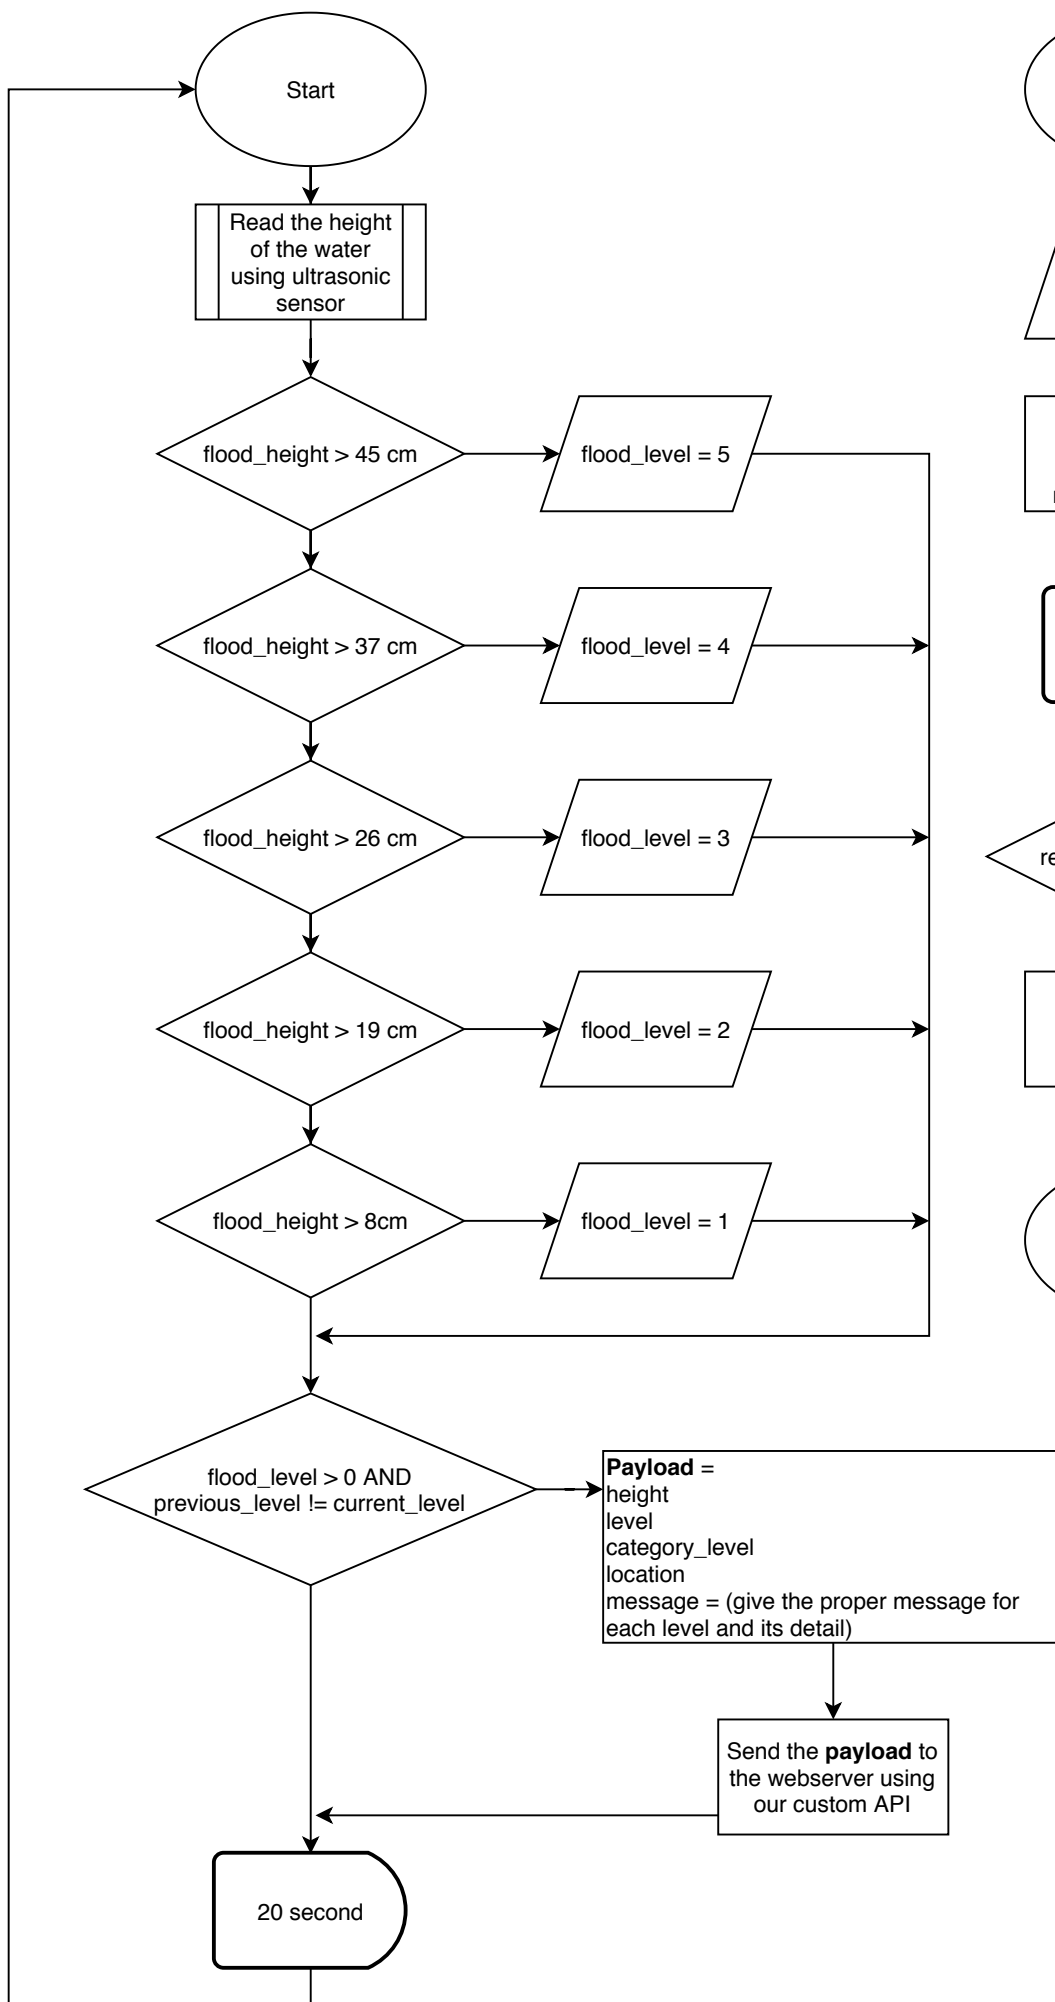 Start
Read the height
of the water
using ultrasonic
sensor
flood_height > 45 cm
flood_level = 5
flood_height > 37 cm
flood_level = 4
flood_height > 26 cm
flood_level = 3
flood_height > 19 cm
flood_level = 2
flood_height > 8cm
flood_level = 1
flood_level > 0 AND
previous_level != current_level
Payload =
height
level
category_level
location
message = (give the proper message for
each level and its detail)
Send the payload to
the webserver using
our custom API
20 second